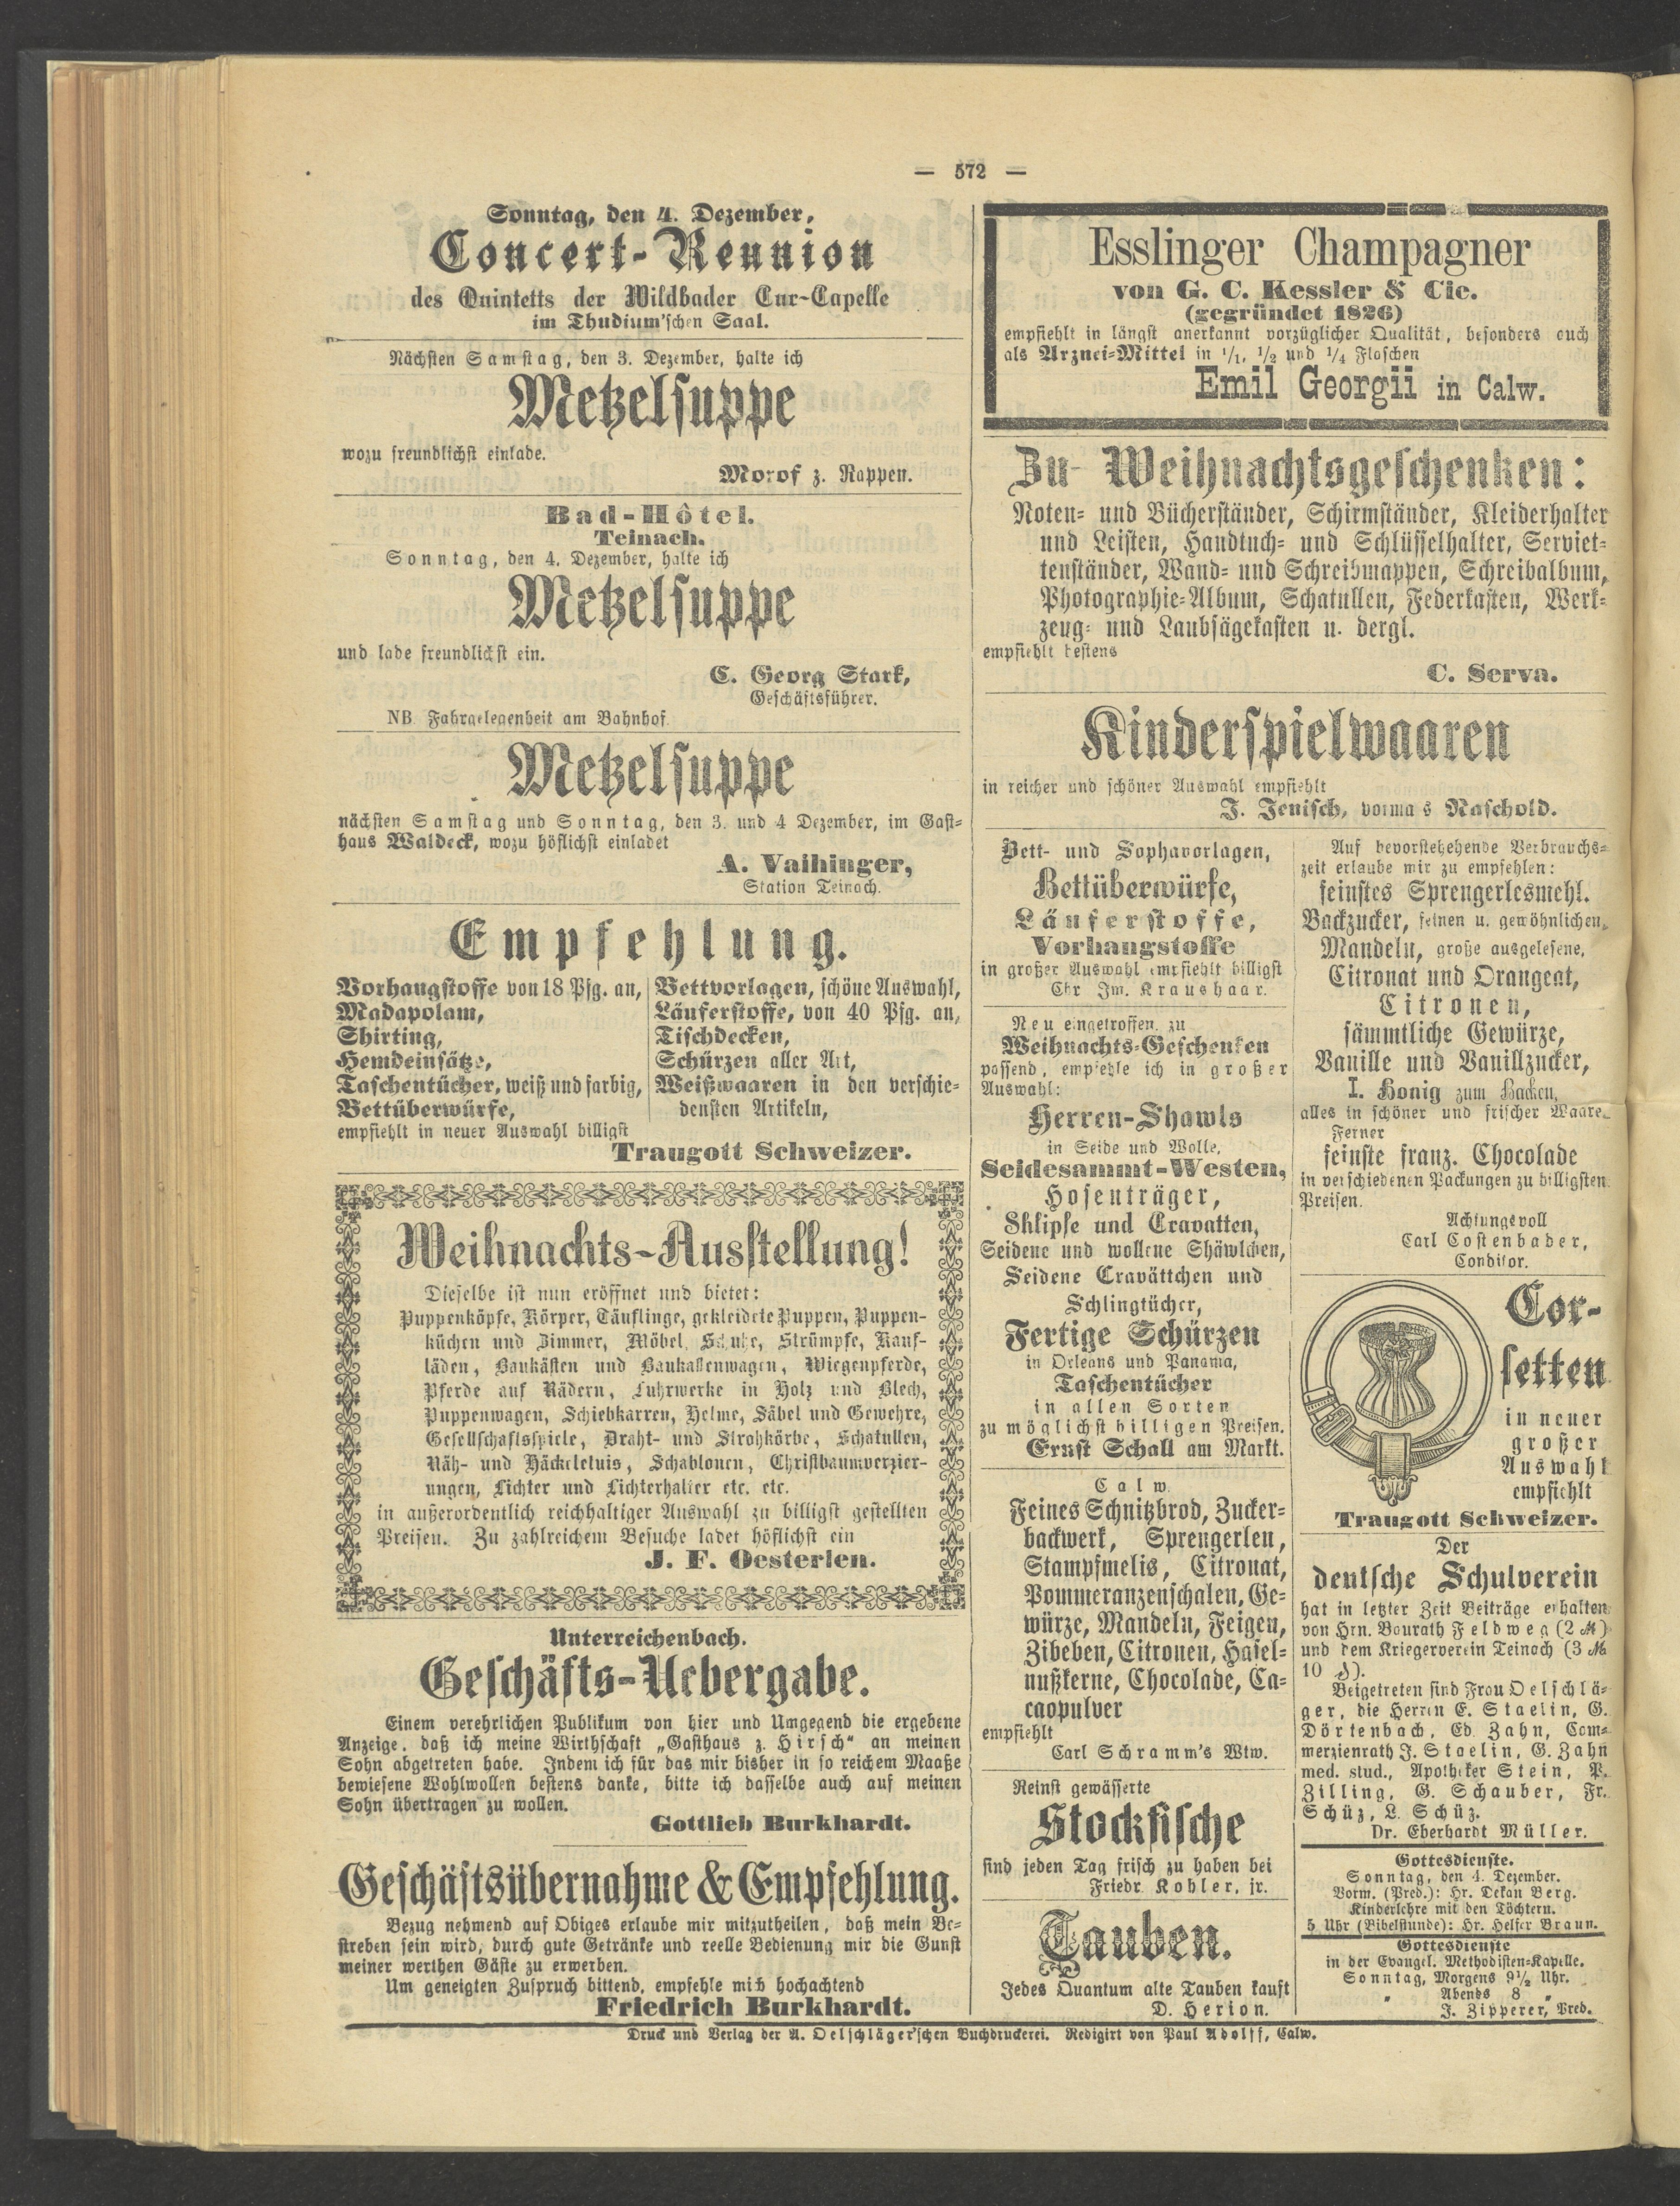 — 572 —
Sonntag, den 4. Dezember,
Concert-Reunion
des Quintetts der Wildbader Cur-Capelle
im Thudium'schen Saal.
Nächsten Samstag, den 3. Dezember, halte ich
Metzelsuppe
wozu freundlichst einlade.
Morof z. Rappen.
Bad-Hôtel.
Teinach.
Sonntag, den 4. Dezember, halte ich
Metzelsuppe
und lade freundlichst ein.
C. Georg Stark,
Geschäftsführer.
NB. Fahrgelegenheit am Bahnhof.
Metzelsuppe
nächsten Samstag und Sonntag, den 3. und 4 Dezember, im Gast-
haus Waldeck, wozu höflichst einladet
A. Vaihinger,
Station Teinach.
Empfehlung.
Vorhangstoffe von 18 Pfg. an,
Madapolam,
Shirting,
Hemdeinsätze,
Taschentücher, weiß und farbig,
Bettüberwürfe,
Bettvorlagen, schöne Auswahl,
Läuferstoffe, von 40 Pfg. an,
Tischdecken,
Schürzen aller Art,
Weißwaaren in den verschie-
densten Artikeln,
empfiehlt in neuer Auswahl billigst
Traugott Schweizer.
Weihnachts-Ausstellung!
Dieselbe ist nun eröffnet und bietet:
Puppenköpfe, Körper, Täuflinge, gekleidete Puppen, Puppen-
küchen und Zimmer, Möbel, Schuhe, Strümpfe, Kauf-
läden, Baukästen und Baukastenwagen, Wiegenpferde,
Pferde auf Rädern, Fuhrwerke in Holz und Blech,
Puppenwagen, Schiebkarren, Helme, Säbel und Gewehre,
Gesellschaftsspiele, Draht- und Strohkörbe, Schatullen,
Näh- und Häckeletuis, Schablonen, Christbaumverzier-
ungen, Lichter und Lichterhalter etc. etc.
in außerordentlich reichhaltiger Auswahl zu billigst gestellten
Preisen. Zu zahlreichem Besuche ladet höflichst ein
J. F. Oesterlen.
Unterreichenbach.
Geschäfts-Uebergabe.
Einem verehrlichen Publikum von hier und Umgegend die ergebene
Anzeige, daß ich meine Wirthschaft „Gasthaus z. Hirsch“ an meinen
Sohn abgetreten habe. Indem ich für das mir bisher in so reichem Maaße
bewiesene Wohlwollen bestens danke, bitte ich dasselbe auch auf meinen
Sohn übertragen zu wollen.
Gottlieb Burkhardt.
Geschäftsübernahme & Empfehlung.
Bezug nehmend auf Obiges erlaube mir mitzutheilen, daß mein Be-
streben sein wird, durch gute Getränke und reelle Bedienung mir die Gunst
meiner werthen Gäste zu erwerben.
Um geneigten Zuspruch bittend, empfehle mich hochachtend
Friedrich Burkhardt.
Esslinger Champagner
von G. C. Kessler & Cie.
(gegründet 1826)
empfiehlt in längst anerkannt vorzüglicher Qualität, besonders auch
als Arznei-Mittel in 1/1, 1/2 und 1/4 Flaschen
Emil Georgii in Calw.
Zu Weihnachtsgeschenken:
Noten- und Bücherständer, Schirmständer, Kleiderhalter
und Leisten, Handtuch- und Schlüsselhalter, Serviet-
tenständer, Wand- und Schreibmappen, Schreibalbum,
Photographie-Album, Schatullen, Federkasten, Werk-
zeug- und Laubsägekasten u. dergl.
empfiehlt bestens
C. Serva.
Kinderspielwaaren
in reicher und schöner Auswahl empfiehlt
J. Jenisch, vormals Naschold.
Bett- und Sophavorlagen,
Bettüberwürfe,
Läuferstoffe,
Vorhangstoffe
in großer Auswahl empfiehlt billigst
Chr. Im. Kraushaar.
Neu eingetroffen, zu
Weihnachts-Geschenken
passend, empfehle ich in großer
Auswahl:
Herren-Shawls
in Seide und Wolle,
Seidesammt-Westen,
Hosenträger,
Shlipse und Cravatten,
Seidene und wollene Shäwlchen,
Seidene Cravättchen und
Schlingtücher,
Fertige Schürzen
in Orleans und Panama,
Taschentücher
in allen Sorten
zu möglichst billigen Preisen.
Ernst Schall am Markt.
Calw.
Feines Schnitzbrod, Zucker-
backwerk, Sprengerlen,
Stampfmelis, Citronat,
Pommeranzenschalen, Ge-
würze, Mandeln, Feigen,
Zibeben, Citronen, Hasel-
nußkerne, Chocolade, Ca-
caopulver
empfiehlt
Carl Schramm's Wtw.
Reinst gewässerte
Stockfische
sind jeden Tag frisch zu haben bei
Friedr. Kohler, jr.
Tauben.
Jedes Quantum alte Tauben kauft
D. Herion.
Auf bevorstehehende Verbrauchs-
zeit erlaube mir zu empfehlen:
feinstes Sprengerlesmehl.
Backzucker, feinen u. gewöhnlichen,
Mandeln, große ausgelesene,
Citronat und Orangeat,
Citronen,
sämmtliche Gewürze,
Vanille und Vanillzucker,
I. Honig zum Backen,
alles in schöner und frischer Waare.
Ferner
feinste franz. Chocolade
in verschiedenen Packungen zu billigsten
Preisen.
Achtungsvoll
Carl Costenbader,
Conditor.
Cor-
setten
in neuer
großer
Auswahl
empfiehlt
Traugott Schweizer.
Der
deutsche Schulverein
hat in letzter Zeit Beiträge erhalten
von Hrn. Baurath Feldweg (2 ℳ)
und dem Kriegerverein Teinach (3 ℳ
10 ₰).
Beigetreten sind Frau Oelschlä-
ger, die Herren E. Staelin, G.
Dörtenbach, Ed. Zahn, Com-
merzienrath J. Staelin, G. Zahn
med. stud., Apotheker Stein, P.
Zilling, G. Schauber, Fr.
Schüz, L. Schüz.
Dr. Eberhardt Müller.
Gottesdienste.
Sonntag, den 4. Dezember.
Vorm. (Pred.): Hr. Dekan Berg.
Kinderlehre mit den Töchtern.
5 Uhr (Bibelstunde): Hr. Helfer Braun.
Gottesdienste
in der Evangel. Methodisten-Kapelle.
Sonntag, Morgens 9 1/2 Uhr.
„ Abends 8 „
J. Zipperer, Pred.
Druck und Verlag der A. Oelschläger'schen Buchdruckerei. Redigirt von Paul Adolff, Calw.